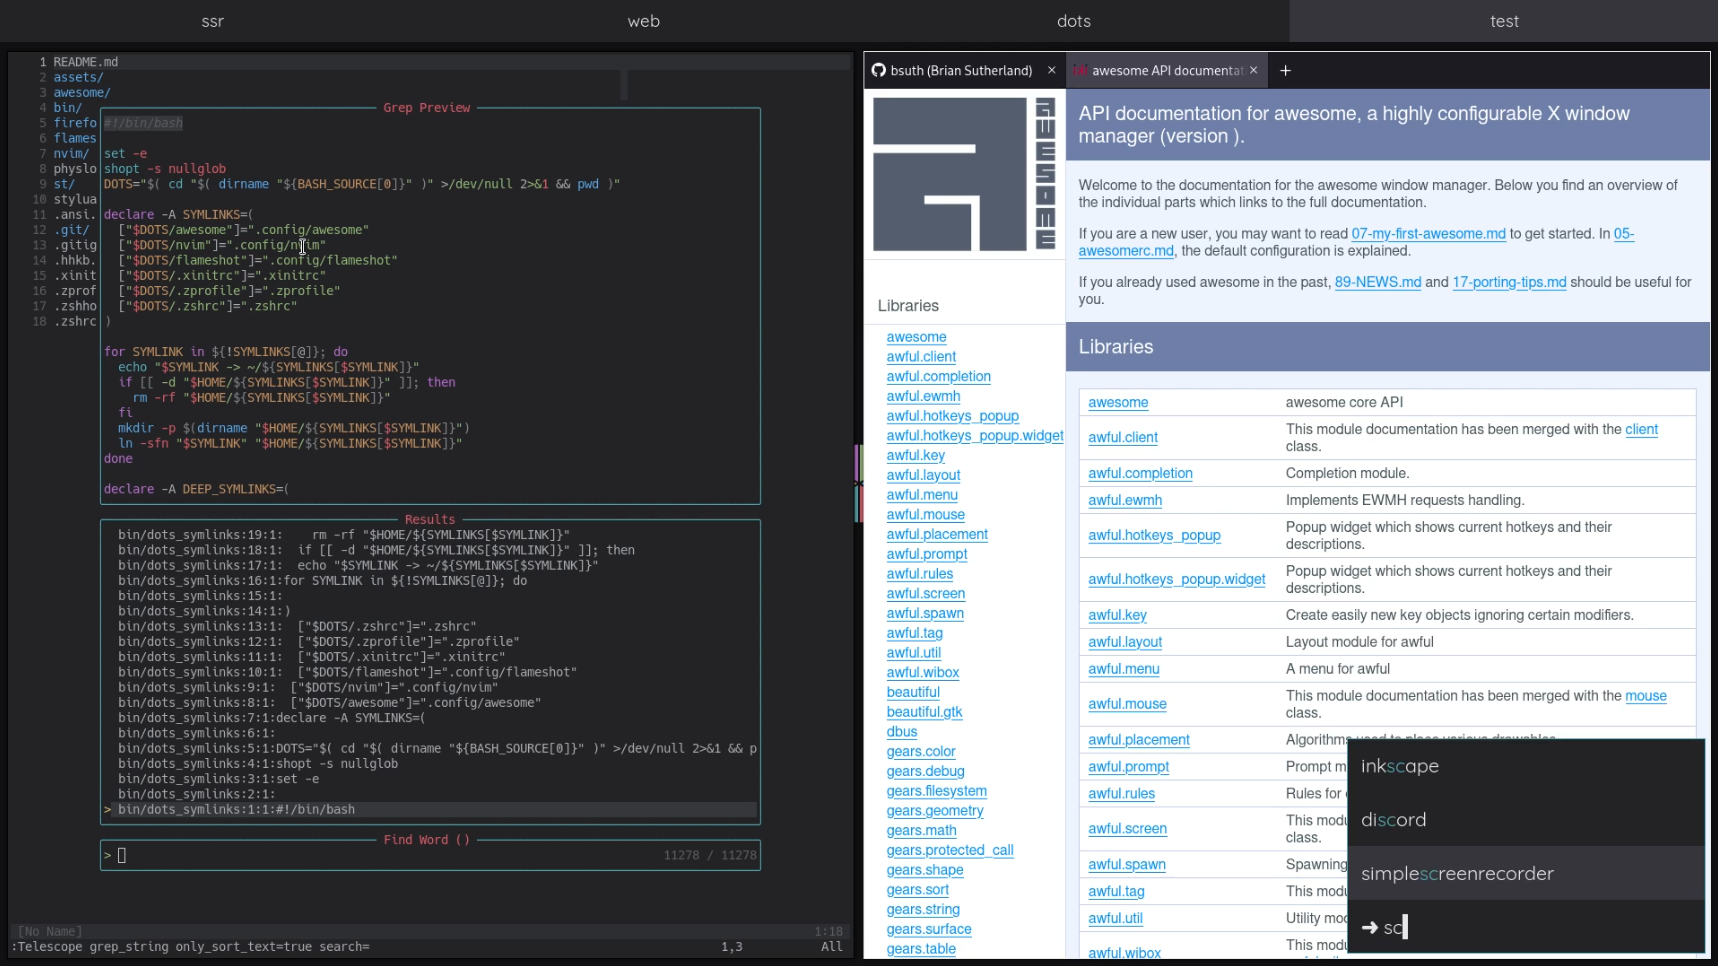 ssr web dots test
1 README.md
2 assets/
3 awesome/
4 bin/
5 firefo
6 flames
7 nvim/
8 physlo
9 st/
10 stylua
11 .ansi.
12 .git/
13 .gitig
14 .hhkb.
15 .xinit
16 .zprof
17 .zshho
18 .zshrc
Grep Preview
#!/bin/bash
set -e
shopt -s nullglob
DOTS="$( cd "$( dirname "${BASH_SOURCE[0]}" )" >/dev/null 2>&1 && pwd )"
declare -A SYMLINKS=(
["$DOTS/awesome"]=".config/awesome"
["$DOTS/nvim"]=".config/nvim"
["$DOTS/flameshot"]=".config/flameshot"
["$DOTS/.xinitrc"]=".xinitrc"
["$DOTS/.zprofile"]=".zprofile"
["$DOTS/.zshrc"]=".zshrc"
)
for SYMLINK in ${!SYMLINKS[@]}; do
echo "$SYMLINK -> ~/${SYMLINKS[$SYMLINK]}"
if [[ -d "$HOME/${SYMLINKS[$SYMLINK]}" ]]; then
rm -rf "$HOME/${SYMLINKS[$SYMLINK]}"
fi
mkdir -p $(dirname "$HOME/${SYMLINKS[$SYMLINK]}")
ln -sfn "$SYMLINK" "$HOME/${SYMLINKS[$SYMLINK]}"
done
declare -A DEEP_SYMLINKS=(
Results
bin/dots_symlinks:19:1:    rm -rf "$HOME/${SYMLINKS[$SYMLINK]}"
bin/dots_symlinks:18:1:  if [[ -d "$HOME/${SYMLINKS[$SYMLINK]}" ]]; then
bin/dots_symlinks:17:1:  echo "$SYMLINK -> ~/${SYMLINKS[$SYMLINK]}"
bin/dots_symlinks:16:1:for SYMLINK in ${!SYMLINKS[@]}; do
bin/dots_symlinks:15:1:
bin/dots_symlinks:14:1:)
bin/dots_symlinks:13:1:  ["$DOTS/.zshrc"]=".zshrc"
bin/dots_symlinks:12:1:  ["$DOTS/.zprofile"]=".zprofile"
bin/dots_symlinks:11:1:  ["$DOTS/.xinitrc"]=".xinitrc"
bin/dots_symlinks:10:1:  ["$DOTS/flameshot"]=".config/flameshot"
bin/dots_symlinks:9:1:  ["$DOTS/nvim"]=".config/nvim"
bin/dots_symlinks:8:1:  ["$DOTS/awesome"]=".config/awesome"
bin/dots_symlinks:7:1:declare -A SYMLINKS=(
bin/dots_symlinks:6:1:
bin/dots_symlinks:5:1:DOTS="$( cd "$( dirname "${BASH_SOURCE[0]}" )" >/dev/null 2>&1 && p
bin/dots_symlinks:4:1:shopt -s nullglob
bin/dots_symlinks:3:1:set -e
bin/dots_symlinks:2:1:
> bin/dots_symlinks:1:1:#!/bin/bash
Find Word ()
> 11278 / 11278
[No Name] 1:18
:Telescope grep_string only_sort_text=true search= 1,3 All
bsuth (Brian Sutherland) × awesome API documentat × +
AWESOME
Libraries
awesome
awful.client
awful.completion
awful.ewmh
awful.hotkeys_popup
awful.hotkeys_popup.widget
awful.key
awful.layout
awful.menu
awful.mouse
awful.placement
awful.prompt
awful.rules
awful.screen
awful.spawn
awful.tag
awful.util
awful.wibox
beautiful
beautiful.gtk
dbus
gears.color
gears.debug
gears.filesystem
gears.geometry
gears.math
gears.protected_call
gears.shape
gears.sort
gears.string
gears.surface
gears.table
API documentation for awesome, a highly configurable X window
manager (version ).
Welcome to the documentation for the awesome window manager. Below you find an overview of
the individual parts which links to the full documentation.
If you are a new user, you may want to read 07-my-first-awesome.md to get started. In 05-
awesomerc.md, the default configuration is explained.
If you already used awesome in the past, 89-NEWS.md and 17-porting-tips.md should be useful for
you.
Libraries
awesome awesome core API
awful.client This module documentation has been merged with the client
class.
awful.completion Completion module.
awful.ewmh Implements EWMH requests handling.
awful.hotkeys_popup Popup widget which shows current hotkeys and their
descriptions.
awful.hotkeys_popup.widget Popup widget which shows current hotkeys and their
descriptions.
awful.key Create easily new key objects ignoring certain modifiers.
awful.layout Layout module for awful
awful.menu A menu for awful
awful.mouse This module documentation has been merged with the mouse
class.
awful.placement Algorithms used to place various drawables.
awful.prompt Prompt m
awful.rules Rules for
awful.screen This modu
class.
awful.spawn Spawning
awful.tag This modu
awful.util Utility mod
awful.wibox This modu
inkscape
discord
simplescreenrecorder
➜ sc